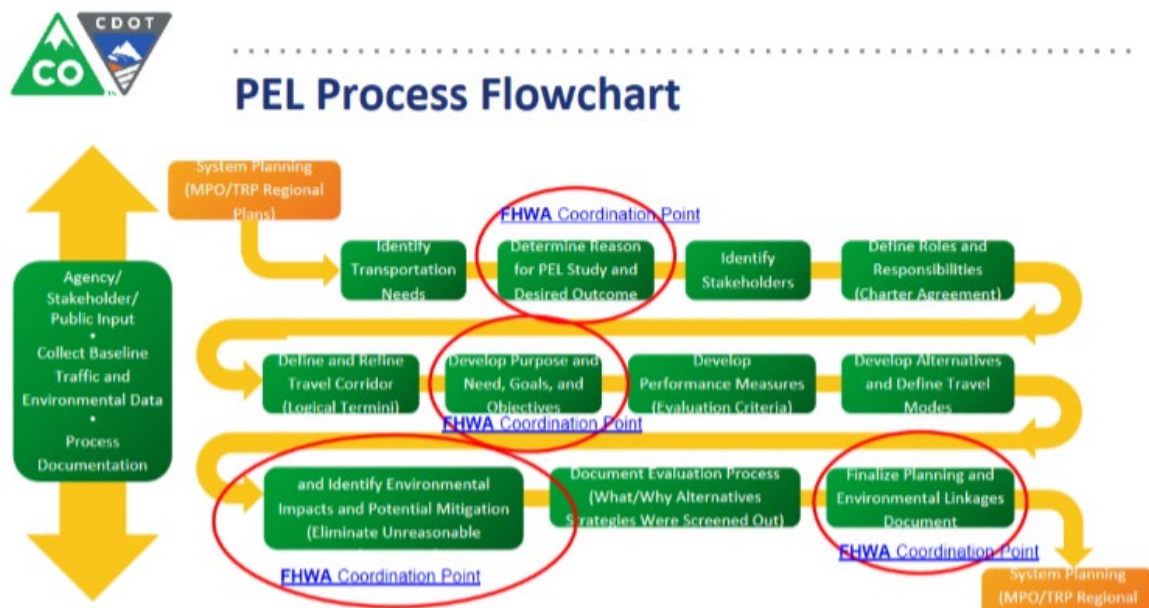 CDOT
CO
PEL Process Flowchart
System Planning
(MPO/TRP Regional
Plans)
FHWA Coordination Point
Identify
Transportation
Needs
Determine Reason
for PEL Study and
Desired Outcome
Identify
Stakeholders
Define Roles and
Responsibilities
(Charter Agreement)
Agency/
Stakeholder/
Public Input
•
Collect Baseline
Traffic and
Environmental Data
•
Process
Documentation
Define and Refine
Travel Corridor
(Logical Termini)
Develop Purpose and
Need, Goals, and
Objectives
Develop
Performance Measures
(Evaluation Criteria)
Develop Alternatives
and Define Travel
Modes
FHWA Coordination Point
and Identify Environmental
Impacts and Potential Mitigation
(Eliminate Unreasonable
Document Evaluation Process
(What/Why Alternatives
Strategies Were Screened Out)
Finalize Planning and
Environmental Linkages
Document
FHWA Coordination Point
FHWA Coordination Point
System Planning
(MPO/TRP Regional